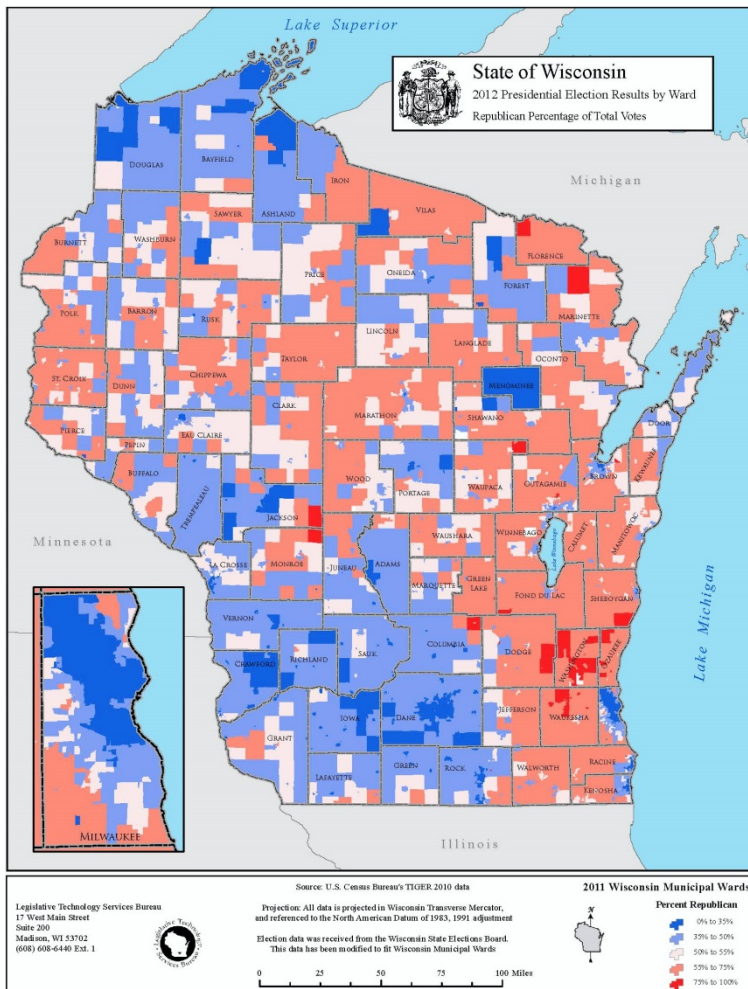 Lake Superior
State of Wisconsin
2012 Presidential Election Results by Ward
Republican Percentage of Total Votes
Michigan
DOUGLAS
BAYFIELD
IRON
VILAS
ASHLAND
SAWYER
BURNETT
WASHBURN
FLORENCE
PRICE
ONEIDA
FOREST
POLK
BARRON
RUSK
MARINETTE
LINCOLN
LANGLADE
OCONTO
TAYLOR
ST. CROIX
DUNN
CHIPPEWA
MENOMINEE
CLARK
MARATHON
SHAWANO
DOOR
PIERCE
PEPIN
EAU CLAIRE
BUFFALO
TREMPEALEAU
JACKSON
WOOD
PORTAGE
WAUPACA
OUTAGAMIE
BROWN
KEWAUNEE
Minnesota
LA CROSSE
MONROE
JUNEAU
ADAMS
WAUSHARA
WINNEBAGO
Lake Winnebago
CALUMET
MANITOWOC
MARQUETTE
GREEN
LAKE
FOND DU LAC
SHEBOYGAN
Lake Michigan
VERNON
RICHLAND
SAUK
COLUMBIA
DODGE
WASHINGTON
OZAUKEE
CRAWFORD
GRANT
IOWA
DANE
JEFFERSON
WAUKESHA
LAFAYETTE
GREEN
ROCK
WALWORTH
RACINE
KENOSHA
MILWAUKEE
Illinois
Legislative Technology Services Bureau
17 West Main Street
Suite 200
Madison, WI 53702
(608) 608-6440 Ext. 1
Legislative Technology
Services Bureau
Source: U.S. Census Bureau's TIGER 2010 data
Projection: All data is projected in Wisconsin Transverse Mercator,
and referenced to the North American Datum of 1983, 1991 adjustment
Election data was received from the Wisconsin State Elections Board.
This data has been modified to fit Wisconsin Municipal Wards
0 10 20 40 60 80 100 Miles
N
2011 Wisconsin Municipal Wards
Percent Republican
0% to 35%
35% to 50%
50% to 55%
55% to 75%
75% to 100%